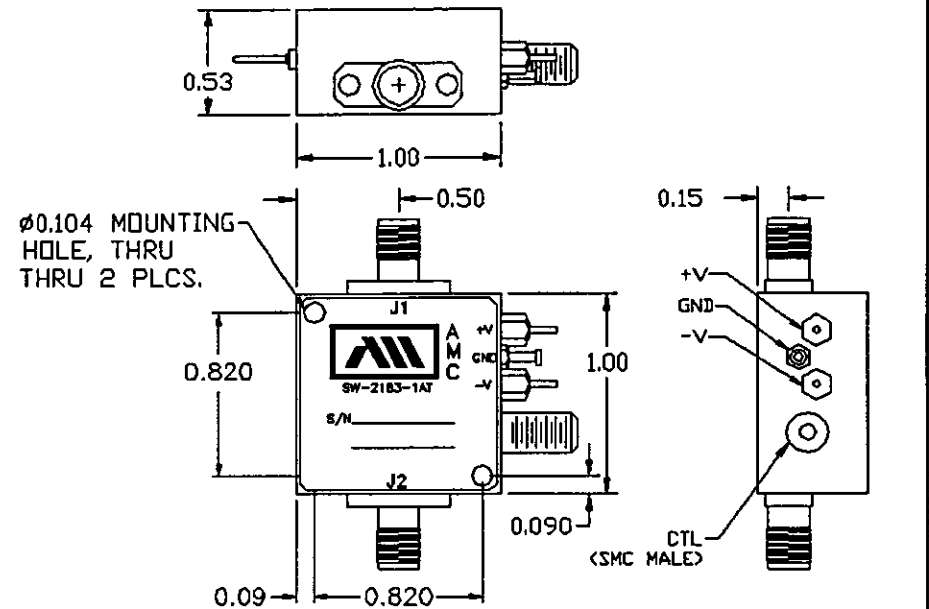 0.53
1.00
0.50
0.15
ø0.104 MOUNTING
HOLE, THRU
THRU 2 PLCS.
J1
+V
A
M
C
GND
-V
SW-2183-1AT
S/N
J2
0.820
1.00
0.090
0.09
0.820
+V
GND
-V
CTL
<SMC MALE>